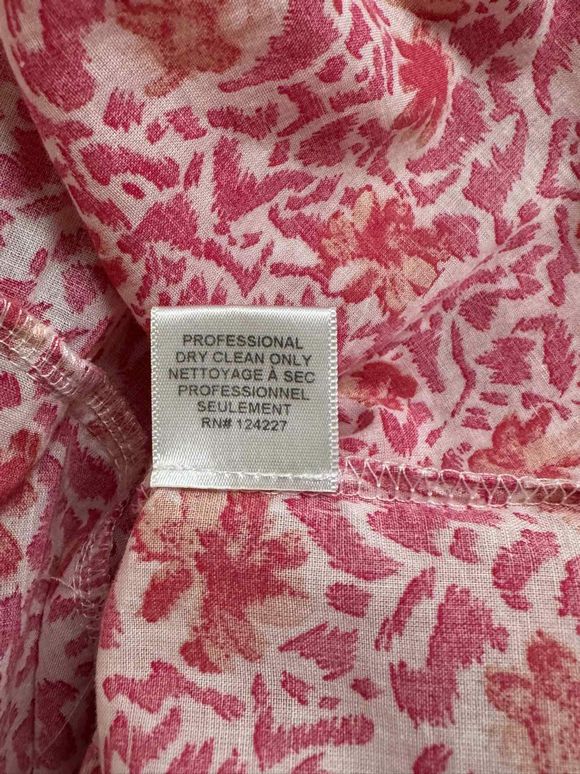 PROFESSIONAL
DRY CLEAN ONLY
NETTOYAGE À SEC
PROFESSIONNEL
SEULEMENT
RN# 124227